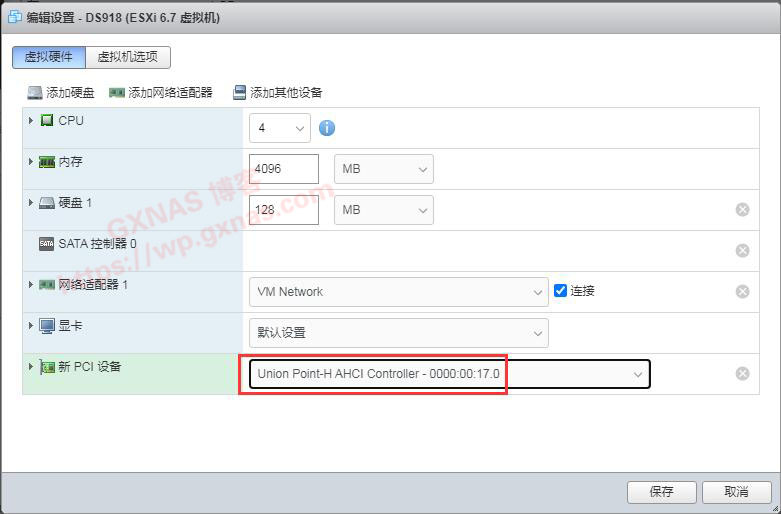 编辑设置 - DS918 (ESXi 6.7 虚拟机)
虚拟硬件 虚拟机选项
添加硬盘 添加网络适配器 添加其他设备
CPU 4
内存 4096 MB
硬盘 1 128 MB
SATA SATA 控制器 0
网络适配器 1 VM Network 连接
显卡 默认设置
新 PCI 设备 Union Point-H AHCI Controller - 0000:00:17.0
GXNAS 博客
https://wp.gxnas.com
保存 取消